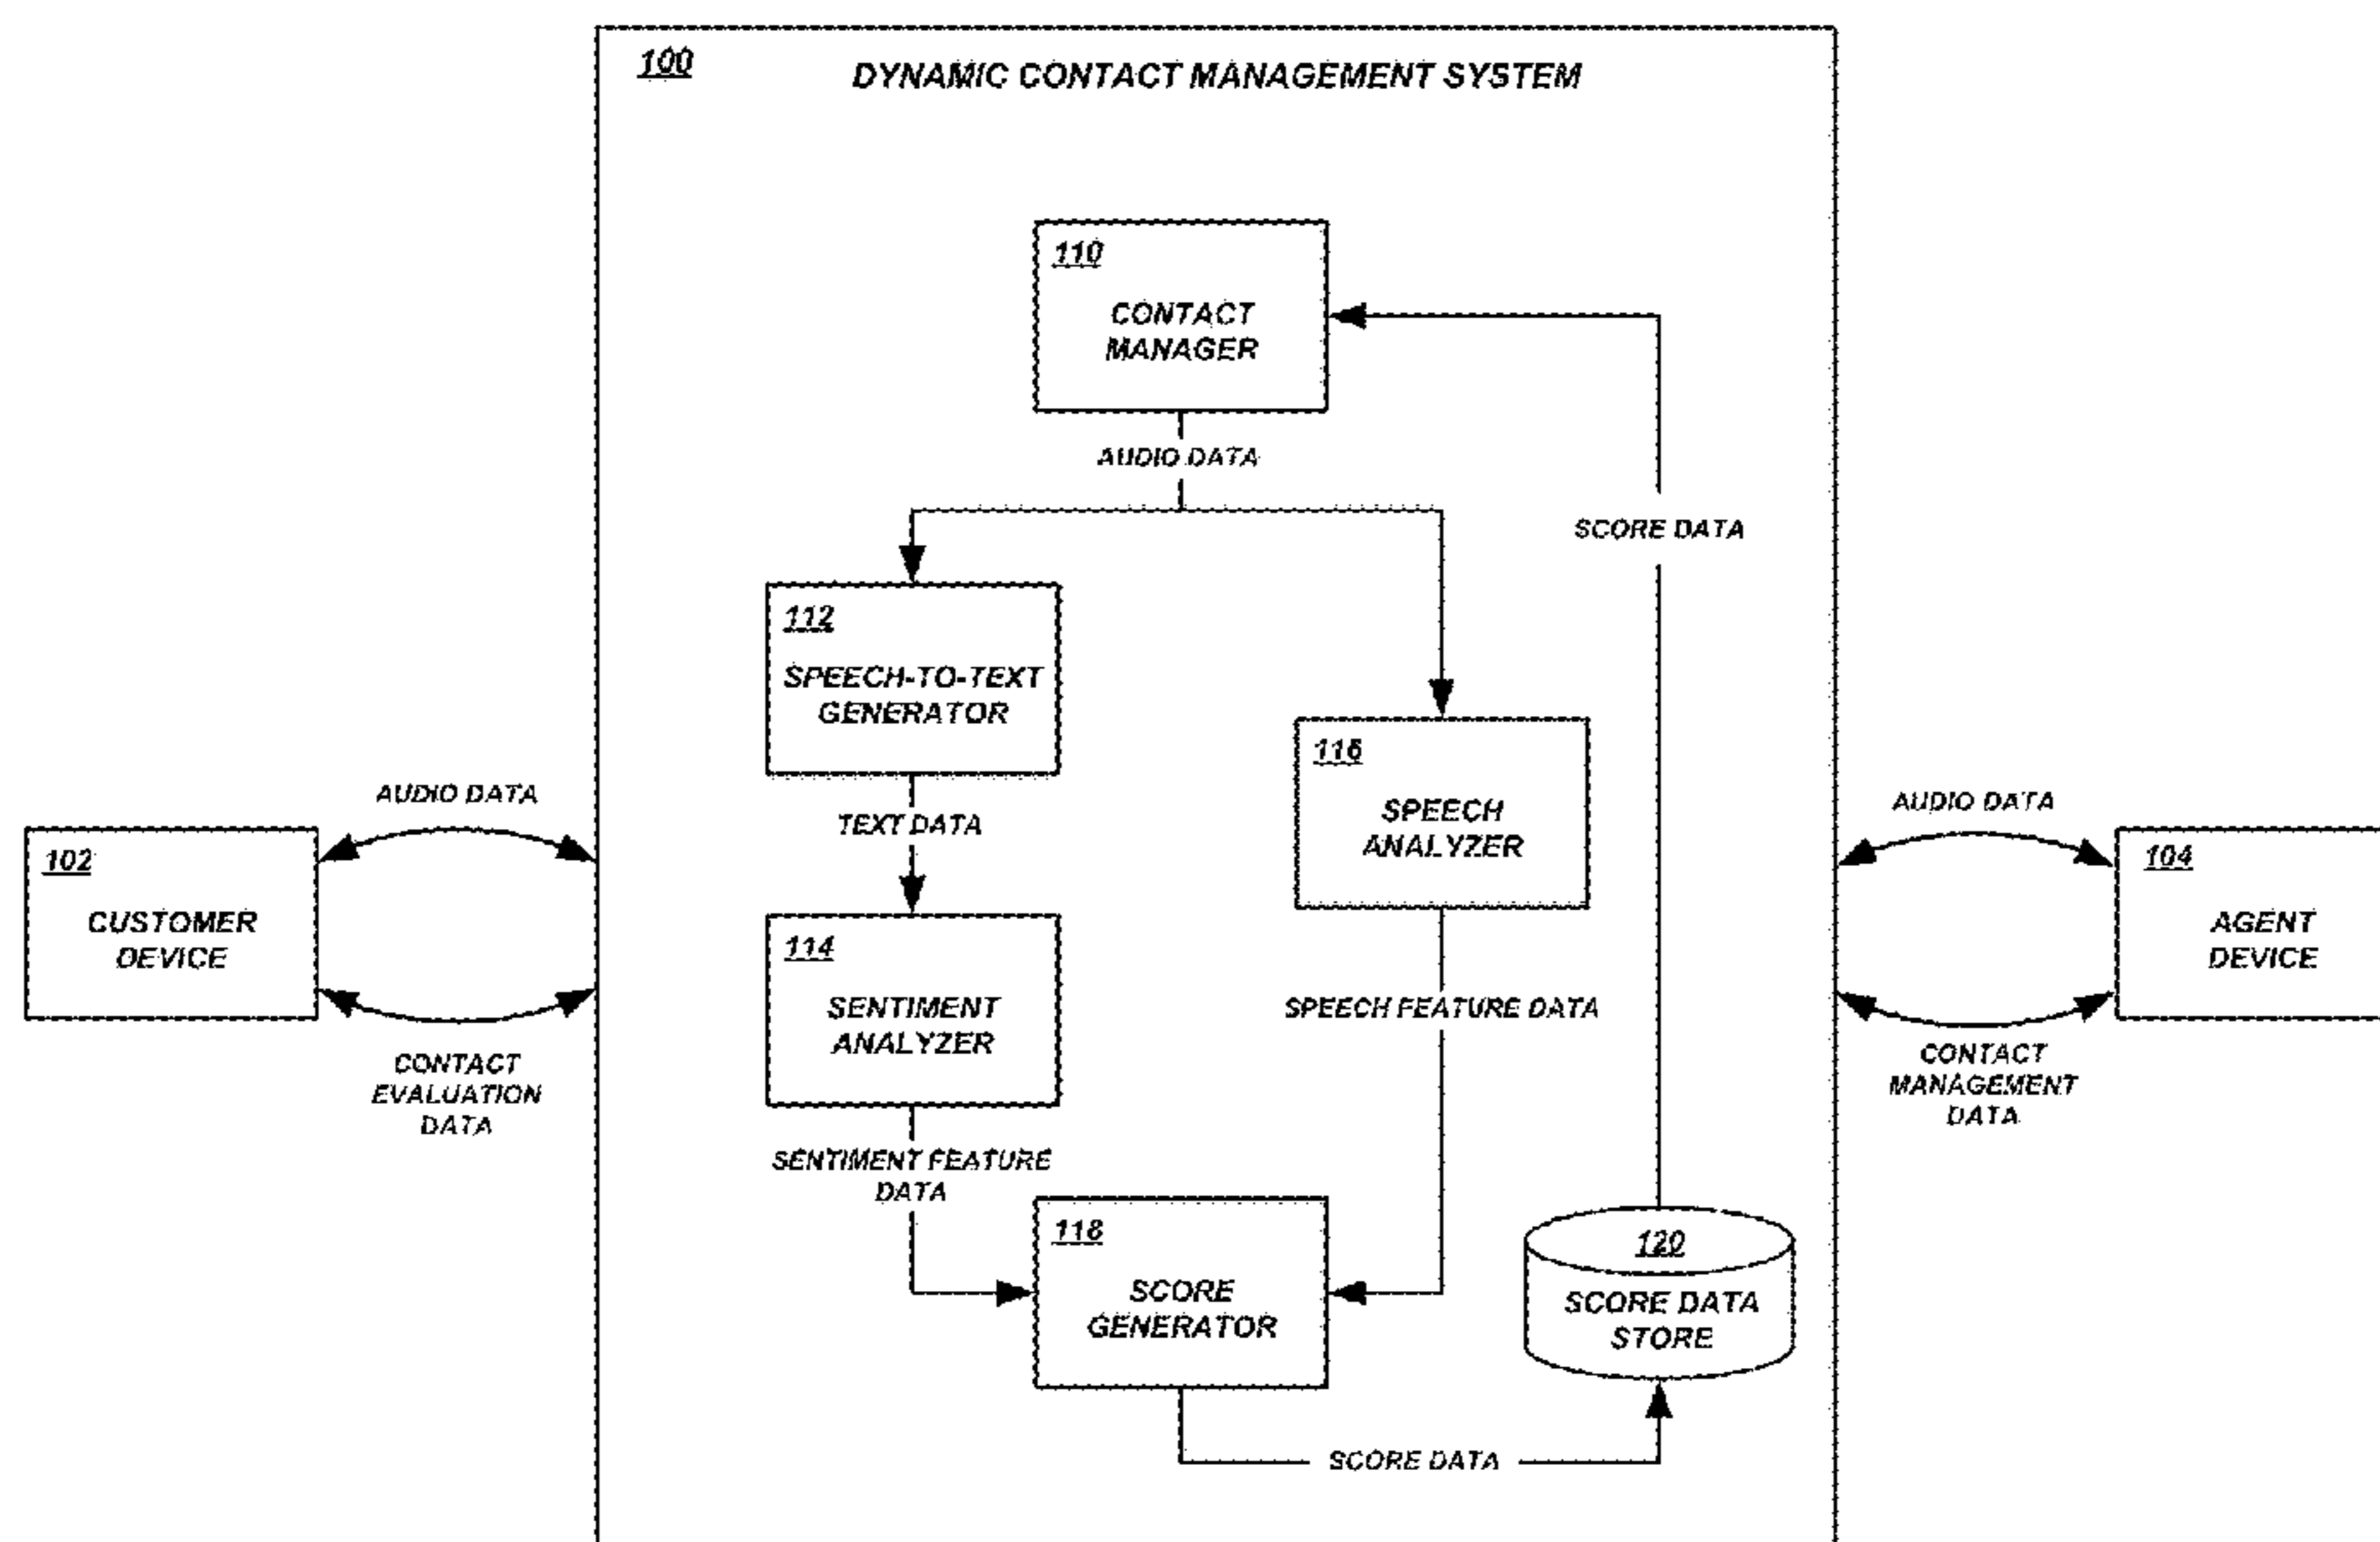 100
DYNAMIC CONTACT MANAGEMENT SYSTEM
110
CONTACT
MANAGER
AUDIO DATA
SCORE DATA
112
SPEECH-TO-TEXT
GENERATOR
116
SPEECH
ANALYZER
AUDIO DATA
TEXT DATA
AUDIO DATA
102
CUSTOMER
DEVICE
104
AGENT
DEVICE
114
SENTIMENT
ANALYZER
SPEECH FEATURE DATA
CONTACT
EVALUATION
DATA
CONTACT
MANAGEMENT
DATA
SENTIMENT FEATURE
DATA
118
SCORE
GENERATOR
120
SCORE DATA
STORE
SCORE DATA